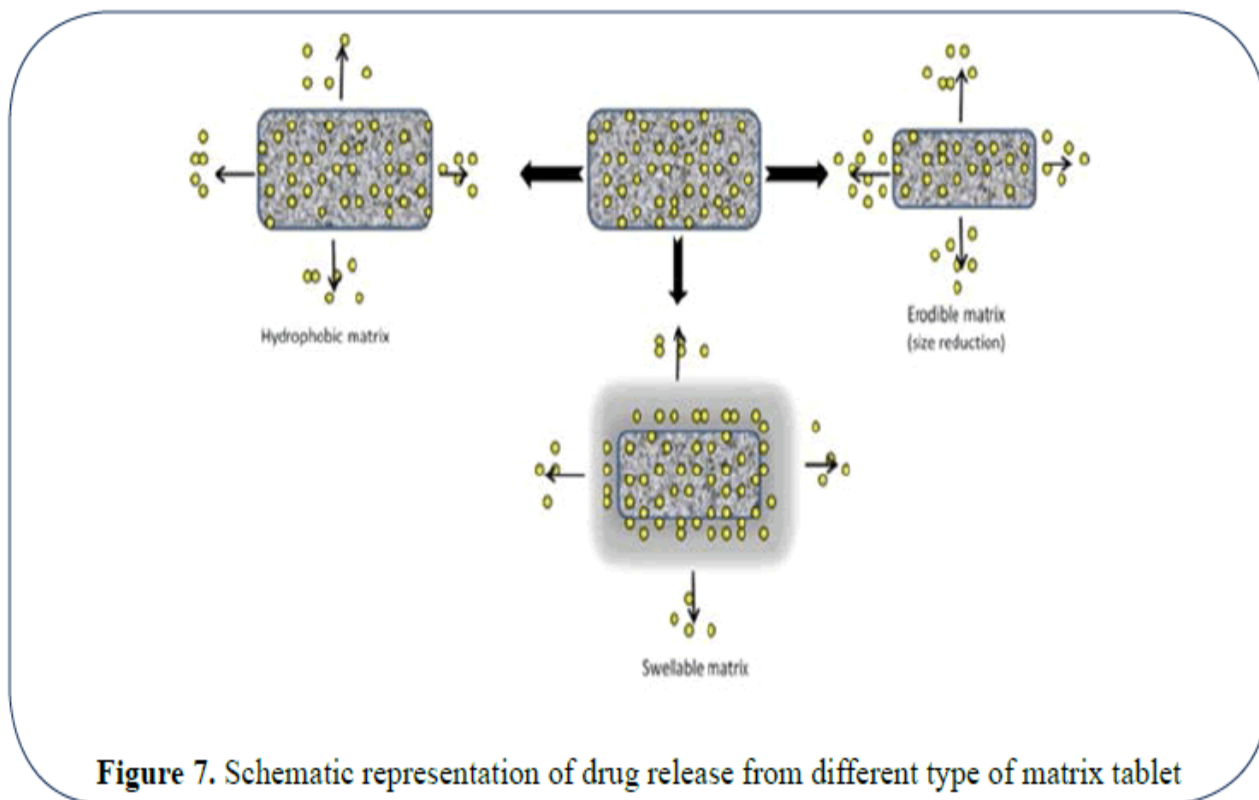 Hydrophobic matrix
Erodible matrix
(size reduction)
Swellable matrix
Figure 7. Schematic representation of drug release from different type of matrix tablet